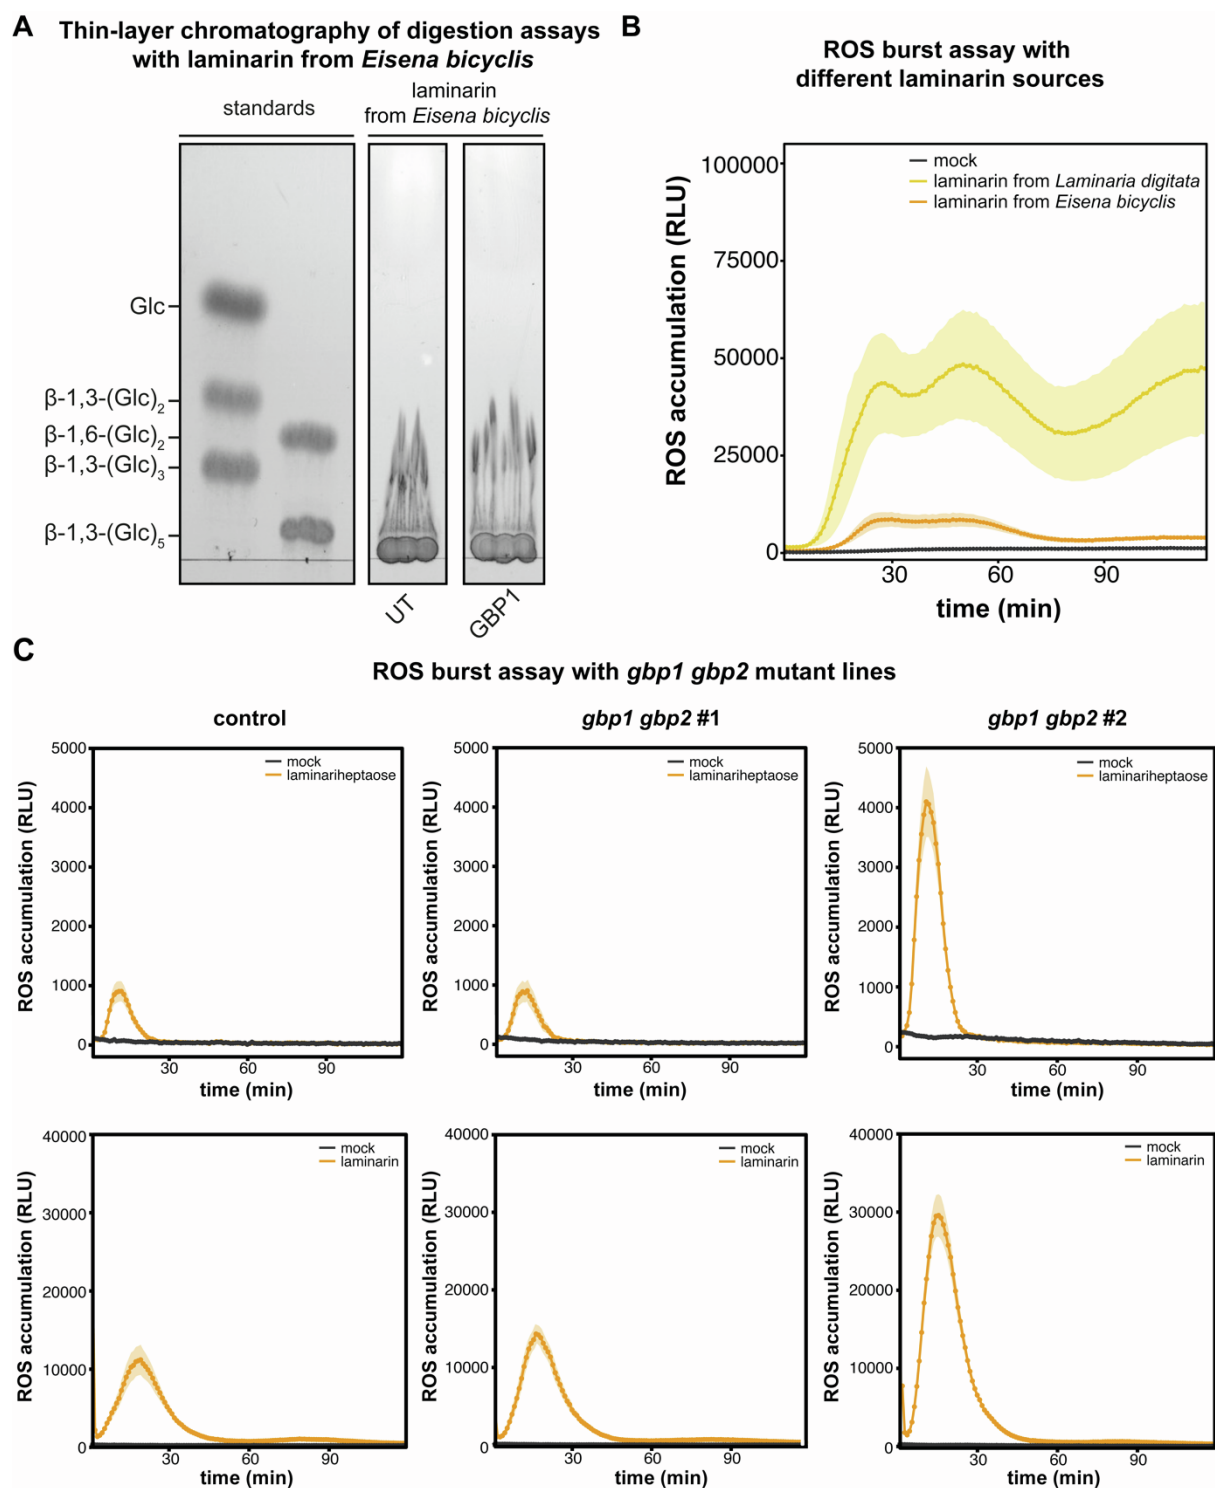 A
Thin-layer chromatography of digestion assays
with laminarin from Eisena bicyclis
standards
laminarin
from Eisena bicyclis
Glc
β-1,3-(Glc)2
β-1,6-(Glc)2
β-1,3-(Glc)3
β-1,3-(Glc)5
UT
GBP1
B
ROS burst assay with
different laminarin sources
ROS accumulation (RLU)
100000
75000
50000
25000
0
mock
laminarin from Laminaria digitata
laminarin from Eisena bicyclis
30
60
90
time (min)
C
ROS burst assay with gbp1 gbp2 mutant lines
control
ROS accumulation (RLU)
5000
4000
3000
2000
1000
0
mock
laminariheptaose
30
60
90
time (min)
gbp1 gbp2 #1
ROS accumulation (RLU)
5000
4000
3000
2000
1000
0
mock
laminariheptaose
30
60
90
time (min)
gbp1 gbp2 #2
ROS accumulation (RLU)
5000
4000
3000
2000
1000
0
mock
laminariheptaose
30
60
90
time (min)
ROS accumulation (RLU)
40000
30000
20000
10000
0
mock
laminarin
30
60
90
time (min)
ROS accumulation (RLU)
40000
30000
20000
10000
0
mock
laminarin
30
60
90
time (min)
ROS accumulation (RLU)
40000
30000
20000
10000
0
mock
laminarin
30
60
90
time (min)